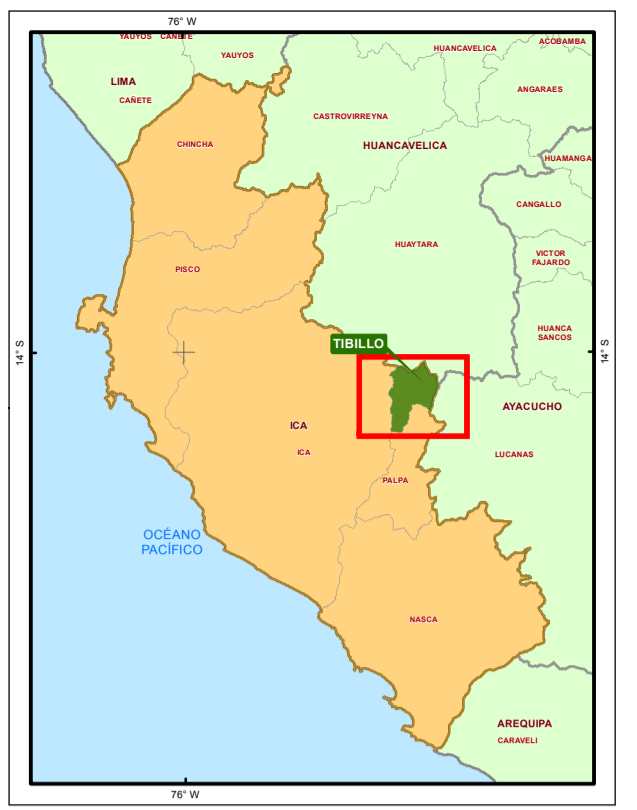 76° W
YAUYOS
CAÑETE
YAUYOS
HUANCAVELICA
ACOBAMBA
LIMA
CAÑETE
ANGARAES
CASTROVIRREYNA
CHINCHA
HUANCAVELICA
HUAMANGA
CANGALLO
HUAYTARA
VICTOR
FAJARDO
PISCO
HUANCA
SANCOS
14° S
TIBILLO
14° S
AYACUCHO
ICA
ICA
LUCANAS
PALPA
OCÉANO
PACÍFICO
NASCA
AREQUIPA
CARAVELI
76° W